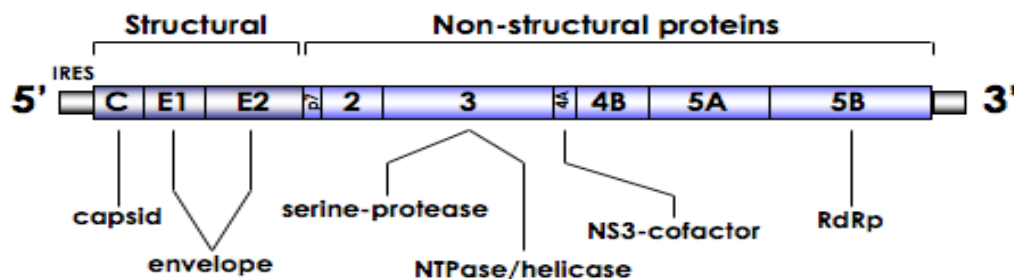 Structural Non-structural proteins
IRES
5’ C E1 E2 p7 2 3 4A 4B 5A 5B 3’
capsid
serine-protease
RdRp
NS3-cofactor
envelope
NTPase/helicase